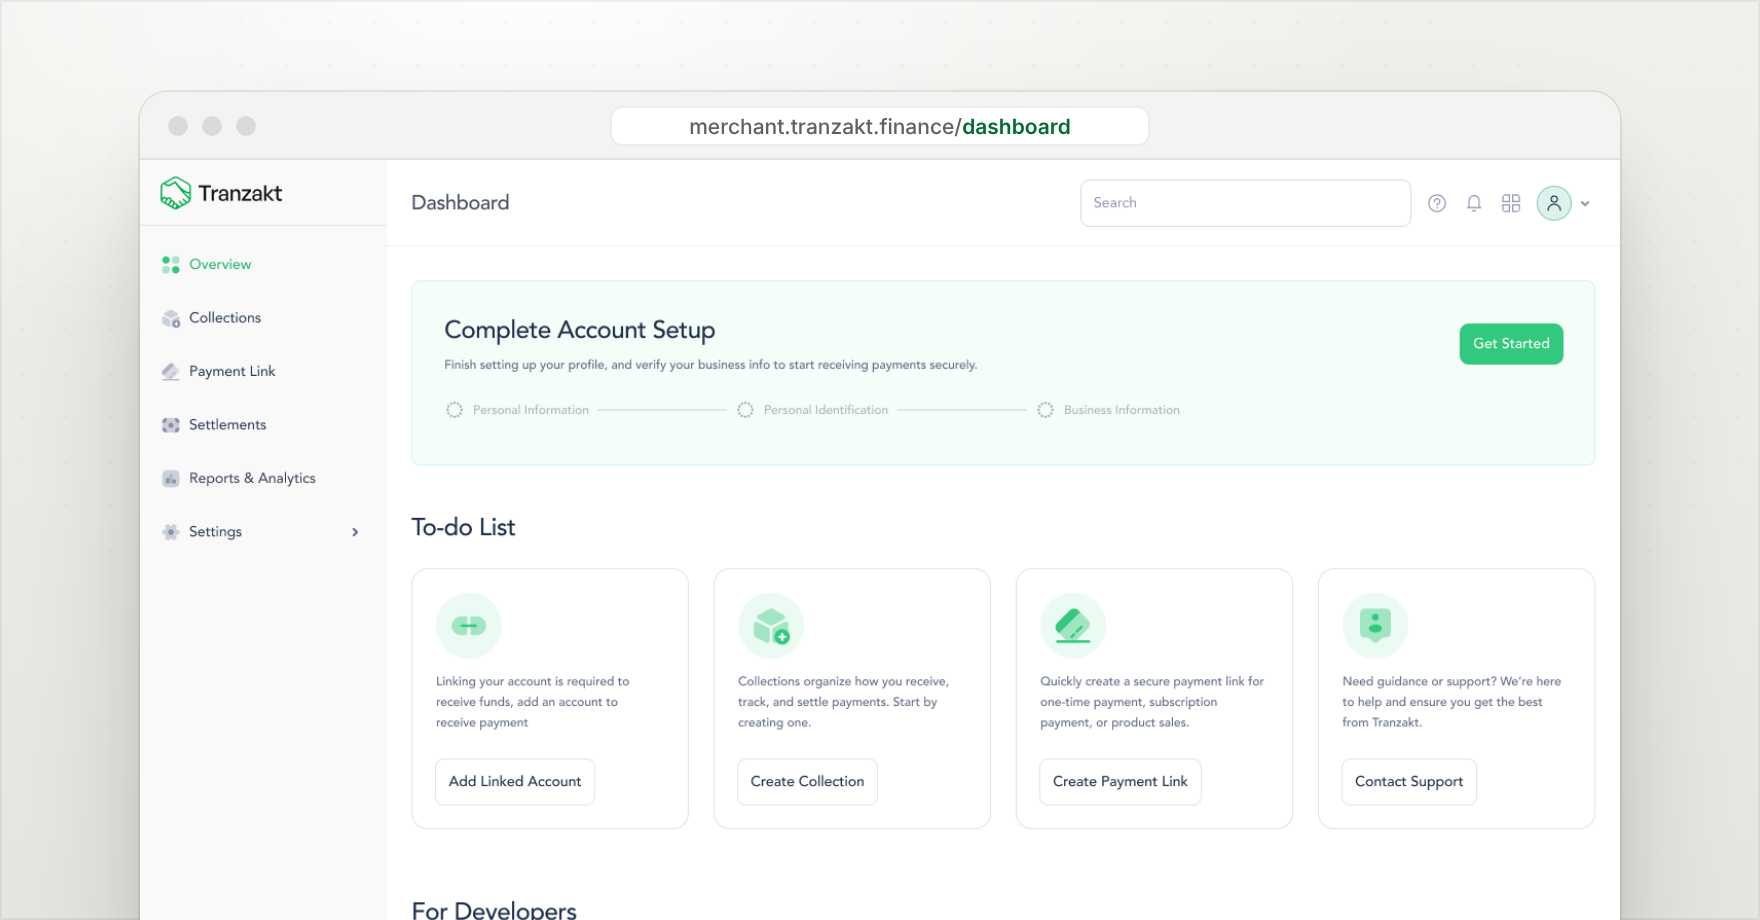 merchant.tranzakt.finance/dashboard
Tranzakt
Dashboard
Search
Overview
Collections
Payment Link
Settlements
Reports & Analytics
Settings
Complete Account Setup
Finish setting up your profile, and verify your business info to start receiving payments securely.
Get Started
Personal Information
Personal Identification
Business Information
To-do List
Linking your account is required to
receive funds, add an account to
receive payment
Add Linked Account
Collections organize how you receive,
track, and settle payments. Start by
creating one.
Create Collection
Quickly create a secure payment link for
one-time payment, subscription
payment, or product sales.
Create Payment Link
Need guidance or support? We’re here
to help and ensure you get the best
from Tranzakt.
Contact Support
For Developers